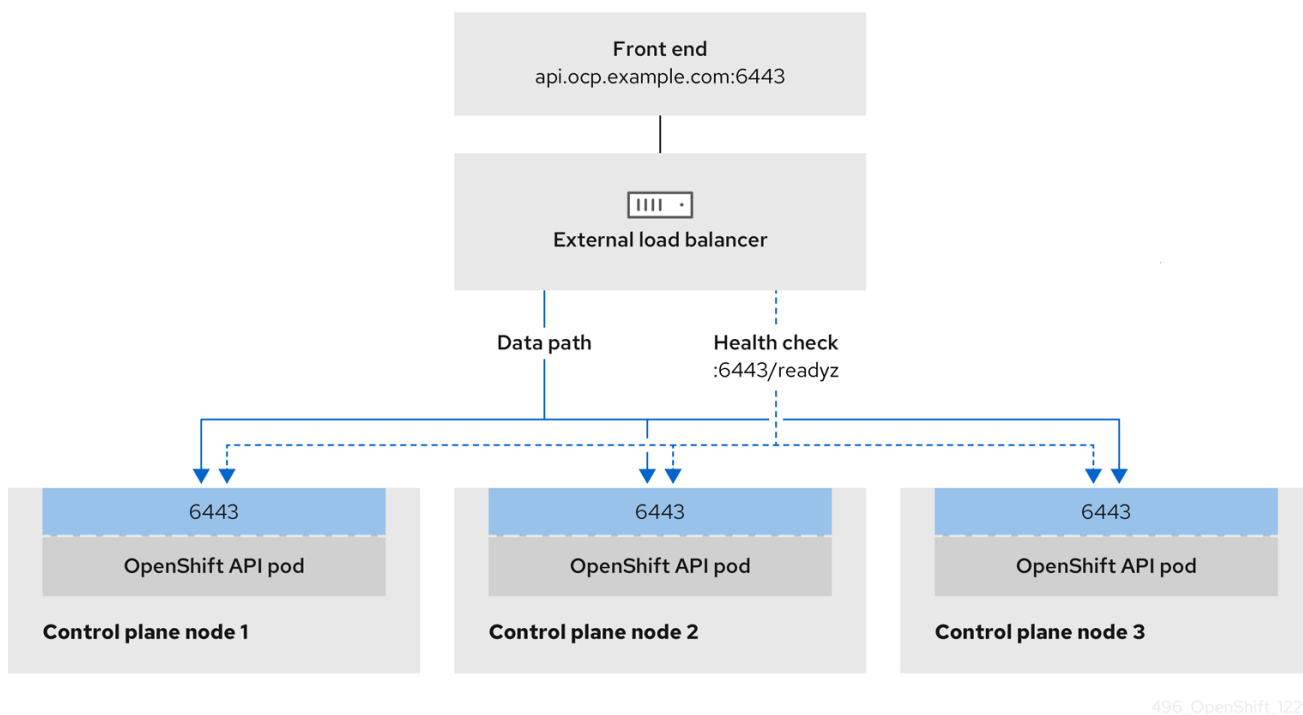 Front end
api.ocp.example.com:6443
External load balancer
Data path
Health check
:6443/readyz
6443
OpenShift API pod
Control plane node 1
6443
OpenShift API pod
Control plane node 2
6443
OpenShift API pod
Control plane node 3
496_OpenShift_122